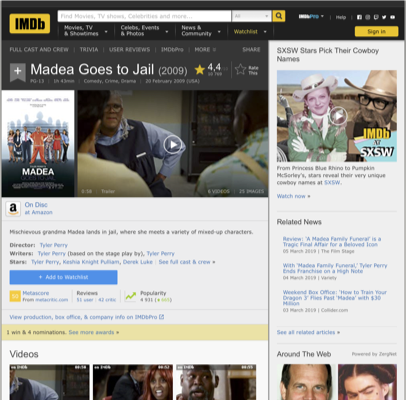 IMDb
Find Movies, TV shows, Celebrities and more...
All
IMDbPro
Help
Movies, TV
& Showtimes
Celebs, Events
& Photos
News &
Community
Watchlist
Sign in
FULL CAST AND CREW | TRIVIA | USER REVIEWS | IMDbPro | MORE
SHARE
+ Madea Goes to Jail (2009)
4,4
Rate
This
PG-13 | 1h 43min | Comedy, Crime, Drama | 20 February 2009 (USA)
MADEA
0:56 Trailer
6 VIDEOS
25 IMAGES
a On Disc
at Amazon
Mischievous grandma Madea lands in jail, where she meets a variety of mixed-up characters.
Director: Tyler Perry
Writers: Tyler Perry (based on the stage play by), Tyler Perry
Stars: Tyler Perry, Keshia Knight Pulliam, Derek Luke | See full cast & crew »
+ Add to Watchlist
Metascore
From metacritic.com
Reviews
51 user | 42 critic
Popularity
View production, box office, & company info on IMDbPro
1 win & 4 nominations. See more awards »
Videos
SXSW Stars Pick Their Cowboy
Names
IMDb
AT
SXSW
From Princess Blue Rhino to Pumpkin
McSorley's, stars reveal their very unique
cowboy names at SXSW.
Watch now »
Related News
Review: 'A Madea Family Funeral' is a
Tragic Final Affair for a Beloved Icon
05 March 2019 | The Film Stage
With 'Madea Family Funeral,' Tyler Perry
Ends Franchise on a High Note
04 March 2019 | Variety
Weekend Box Office: 'How to Train Your
Dragon 3' Flies Past 'Madea' with $30
Million
03 March 2019 | Collider.com
See all related articles »
Around The Web
Powered by ZergNet